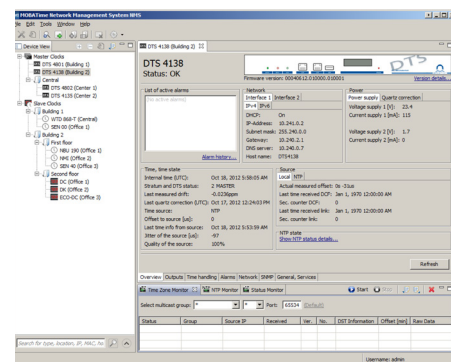 MOBATime Network Management System NMS
File Edit Tools Window Help
Device View
DTS 4138 (Building 2)
Master Clocks
DTS 4801 (Building 1)
DTS 4138 (Building 2)
Central
DTS 4802 (Center 1)
DTS 4135 (Center 2)
Slave Clocks
Building 1
WTD 868-T (Central)
SEN 00 (Office 1)
Building 2
First floor
NBU 190 (Office 1)
NMI (Office 2)
SEN 40 (Office 3)
Second floor
DC (Office 1)
OK (Office 2)
ECO-DC (Office 3)
Search for type, location, IP, MAC, ho
DTS 4138
Status: OK
DTS
Firmware version: 00040612.010000.010001
Version details...
List of active alarms
(no active alarms)
Alarm history...
Network
Interface 1 Interface 2
IPv4 IPv6
DHCP: On
IP-Address: 10.241.0.2
Subnet mask: 255.240.0.0
Gateway: 10.240.2.1
DNS server: 10.240.0.7
Host name: DTS4138
Power
Power supply Quartz correction
Voltage supply 1 [V]: 23.4
Current supply 1 [mA]: 115
Voltage supply 2 [V]: 1.7
Current supply 2 [mA]: 0
Time, time state
Internal time (UTC): Oct 18, 2012 5:58:05 AM
Stratum and DTS status: 2 MASTER
Last measured drift: -0.0236ppm
Last quartz correction (UTC): Oct 17, 2012 12:24:03 PM
Time source: NTP
Offset to source [us]: 0
Last time info from source: Oct 18, 2012 5:53:59 AM
Jitter of the source [us]: -97
Quality of the source: 100%
Source
Local NTP
Actual measured offset: 0s -31us
Last time received DCF: Jan 1, 1970 12:00:00 AM
Sec. counter DCF: 0
Last time received link: Jan 1, 1970 12:00:00 AM
Sec. counter link: 0
NTP state
Show NTP status details...
Refresh
Overview Outputs Time handling Alarms Network SNMP General, Services
Time Zone Monitor NTP Monitor Status Monitor
Start Stop
Select multicast group: * * Port: 65534 (Default)
Status Group Source IP Received Ver. No. DST Information Offset [min] Raw Data
Username: admin